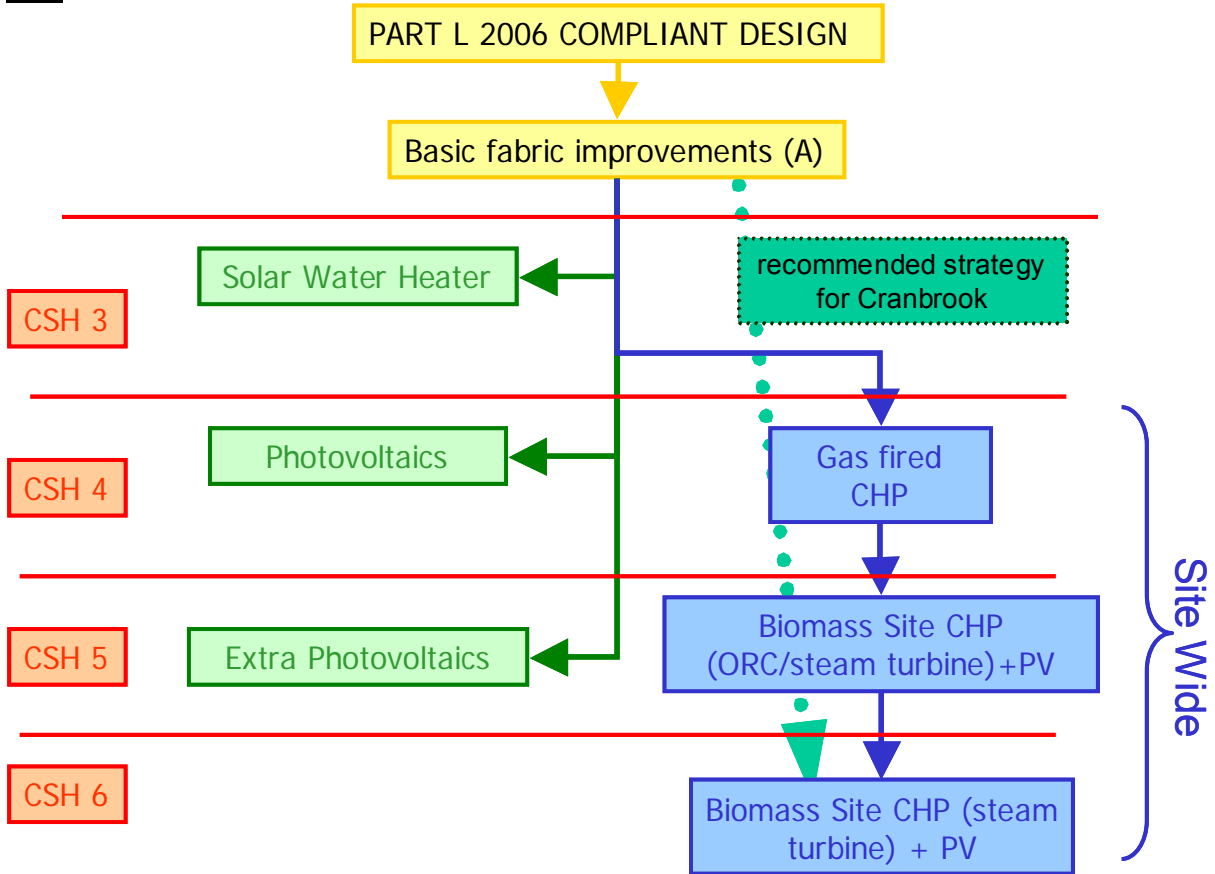 PART L 2006 COMPLIANT DESIGN
Basic fabric improvements (A)
Solar Water Heater
recommended strategy
for Cranbrook
CSH 3
Photovoltaics
Gas fired
CHP
CSH 4
Site Wide
Biomass Site CHP
(ORC/steam turbine)+PV
Extra Photovoltaics
CSH 5
CSH 6
Biomass Site CHP (steam
turbine) + PV